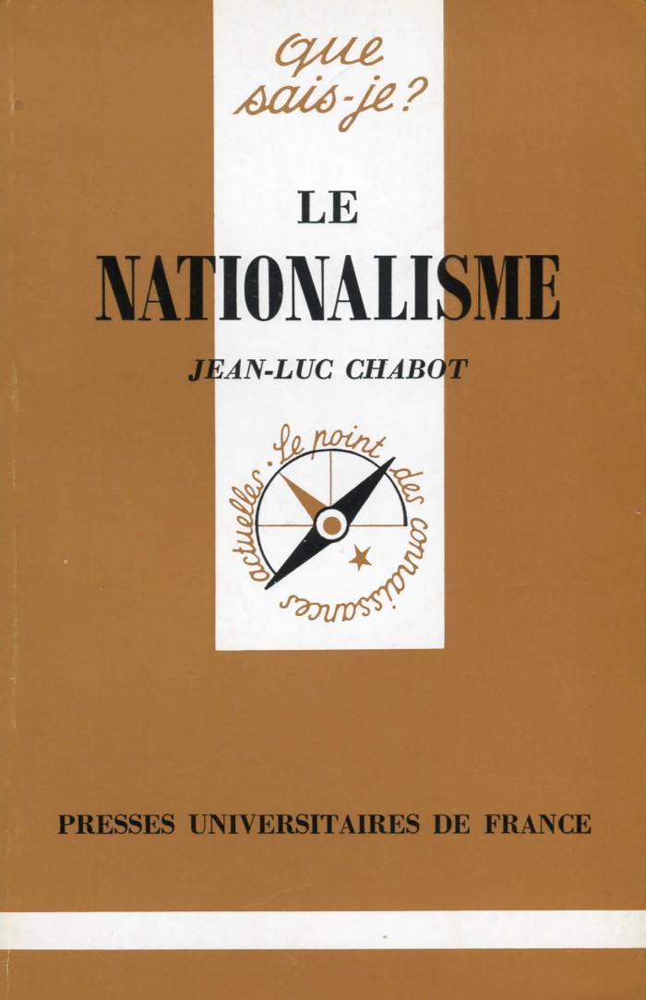 que
sais-je?
LE
NATIONALISME
JEAN-LUC CHABOT
Le point des connaissances actuelles.
PRESSES UNIVERSITAIRES DE FRANCE